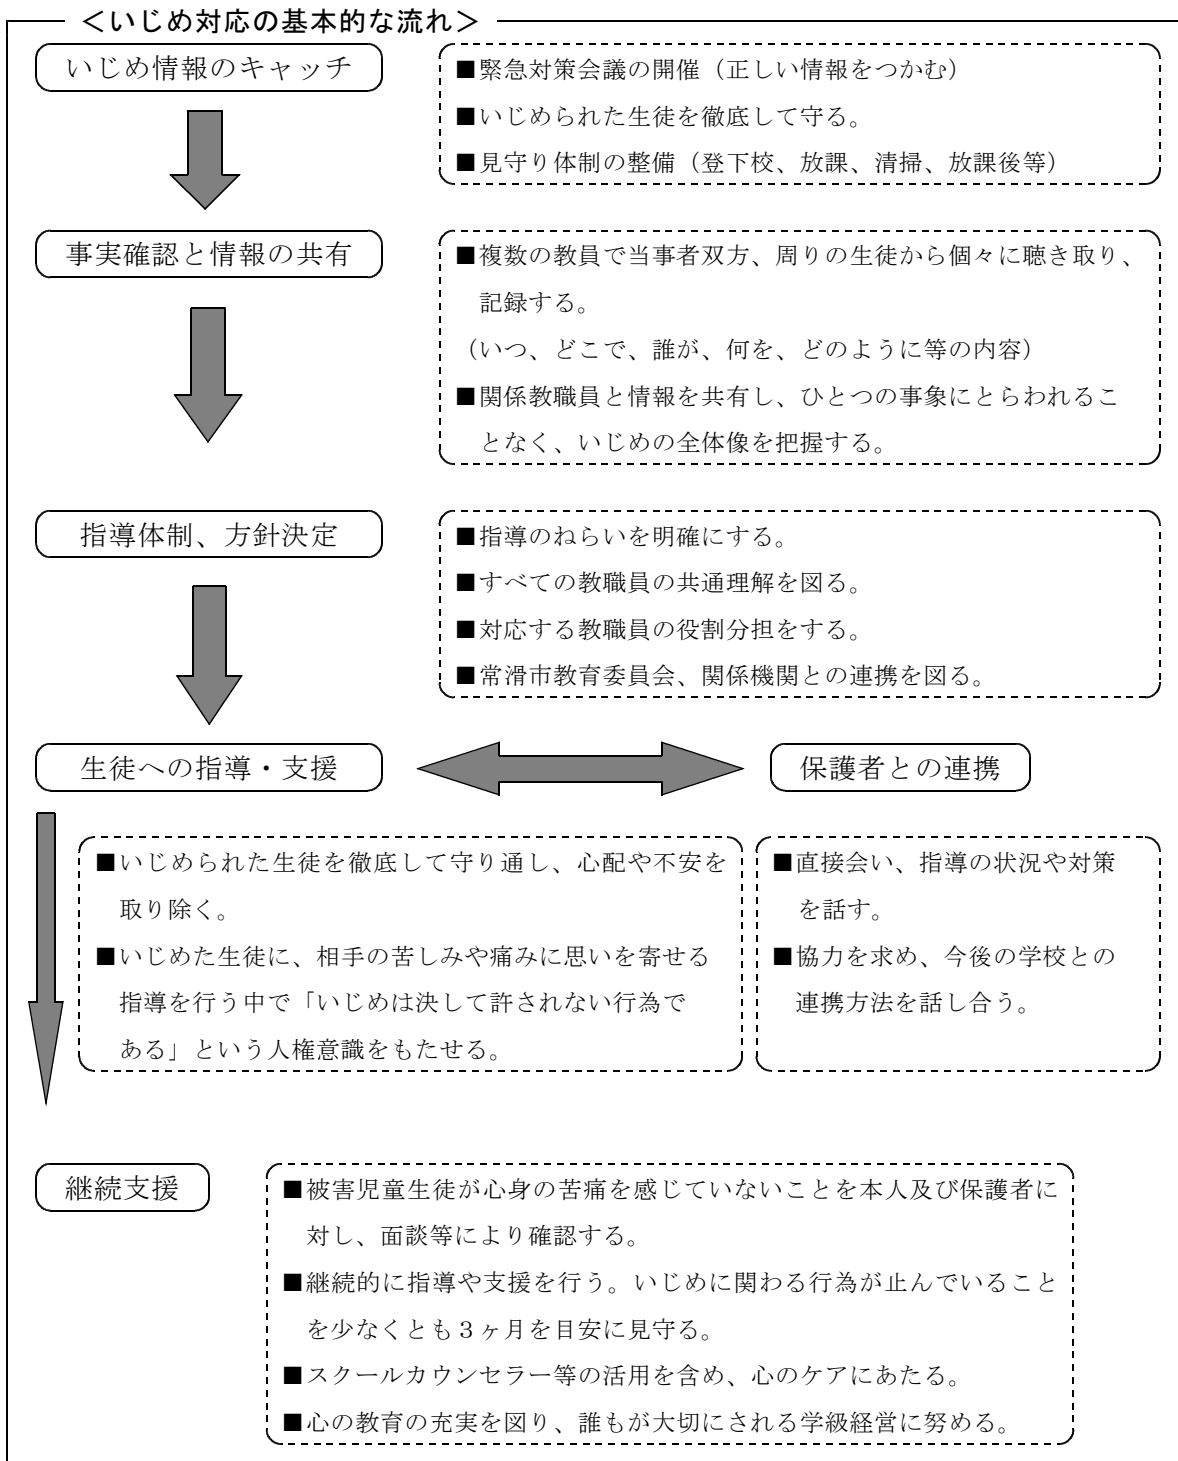 ＜いじめ対応の基本的な流れ＞
いじめ情報のキャッチ
■緊急対策会議の開催（正しい情報をつかむ）
■いじめられた生徒を徹底して守る。
■見守り体制の整備（登下校、放課、清掃、放課後等）
事実確認と情報の共有
■複数の教員で当事者双方、周りの生徒から個々に聴き取り、
記録する。
（いつ、どこで、誰が、何を、どのように等の内容）
■関係教職員と情報を共有し、ひとつの事象にとらわれるこ
となく、いじめの全体像を把握する。
指導体制、方針決定
■指導のねらいを明確にする。
■すべての教職員の共通理解を図る。
■対応する教職員の役割分担をする。
■常滑市教育委員会、関係機関との連携を図る。
生徒への指導・支援
保護者との連携
■いじめられた生徒を徹底して守り通し、心配や不安を
取り除く。
■いじめた生徒に、相手の苦しみや痛みに思いを寄せる
指導を行う中で「いじめは決して許されない行為で
ある」という人権意識をもたせる。
■直接会い、指導の状況や対策
を話す。
■協力を求め、今後の学校との
連携方法を話し合う。
継続支援
■被害児童生徒が心身の苦痛を感じていないことを本人及び保護者に
対し、面談等により確認する。
■継続的に指導や支援を行う。いじめに関わる行為が止んでいること
を少なくとも３ヶ月を目安に見守る。
■スクールカウンセラー等の活用を含め、心のケアにあたる。
■心の教育の充実を図り、誰もが大切にされる学級経営に努める。